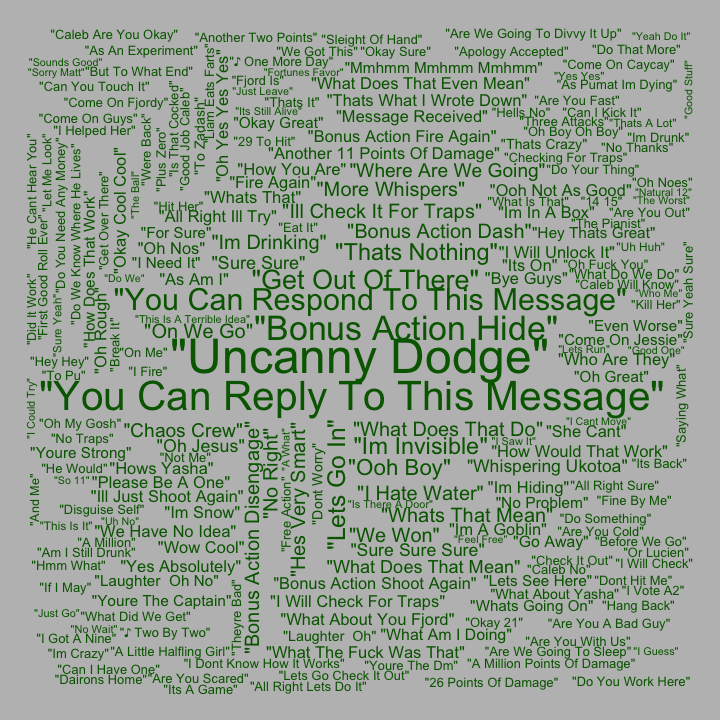 "Caleb Are You Okay"
"Another Two Points"
"Sleight Of Hand"
"Are We Going To Divvy It Up"
"Yeah Do It"
"As An Experiment"
"We Got This"
"Okay Sure"
"Apology Accepted"
"Do That More"
"Sounds Good"
"Sorry Matt"
"But To What End"
"♪ One More Day"
"Fortunes Favor"
"Mmhmm Mmhmm Mmhmm"
"Come On Caycay"
"Yes Yes"
"Good Stuff"
"Can You Touch It"
"Fjord Is"
"What Does That Even Mean"
"As Pumat Im Dying"
"Just Leave"
"Come On Fjordy"
"Thats It"
"Thats What I Wrote Down"
"Are You Fast"
"Its Still Alive"
"Hells No"
"Can I Kick It"
"Come On Guys"
"Okay Great"
"Message Received"
"Three Attacks"
"Thats A Lot"
"I Helped Her"
"Oh Boy Oh Boy"
"Im Drunk"
"29 To Hit"
"Bonus Action Fire Again"
"Thats Crazy"
"No Thanks"
"Another 11 Points Of Damage"
"Checking For Traps"
"How You Are"
"Where Are We Going"
"Do Your Thing"
"Fire Again"
"More Whispers"
"Ooh Not As Good"
"Oh Noes"
"Natural 12"
"Whats That"
"What Is That"
"14 15"
"The Worst"
"Hit Her"
"All Right Ill Try"
"Ill Check It For Traps"
"Im In A Box"
"Are You Out"
"Eat It"
"The Pianist"
"For Sure"
"Im Drinking"
"Bonus Action Dash"
"Hey Thats Great"
"Oh Nos"
"Thats Nothing"
"I Will Unlock It"
"Uh Huh"
"I Need It"
"Sure Sure"
"Its On"
"Oh Fuck You"
"Do We"
"As Am I"
"Get Out Of There"
"Bye Guys"
"What Do We Do"
"Caleb Will Know"
"You Can Respond To This Message"
"Who Me"
"Kill Her"
"This Is A Terrible Idea"
"On We Go"
"Bonus Action Hide"
"Even Worse"
"Come On Jessie"
"On Me"
"Uncanny Dodge"
"Lets Run"
"Good One"
"Hey Hey"
"Who Are They"
"To Pu"
"I Fire"
"Oh Great"
"You Can Reply To This Message"
"He Cant Hear You"
"Let Me Look"
"Do You Need Any Money"
"Do We Know Where He Lives"
"How Does That Work"
"Get Over There"
"Okay Cool Cool"
"The Ball"
"Were Back"
"Plus Zero"
"Is That Cooked"
"Good Job Caleb"
"To Zadash"
"Liam Eats Farts"
"Oh Yes Yes Yes"
"Did It Work"
"First Good Roll Ever"
"Sure Yeah"
"Oh Rough"
"Break It"
"Sure Yeah Sure"
"Saying What"
"I Could Try"
"Oh My Gosh"
"Chaos Crew"
"What Does That Do"
"I Cant Move"
"She Cant"
"No Traps"
"Oh Jesus"
"Im Invisible"
"I Saw It"
"Youre Strong"
"Not Me"
"How Would That Work"
"He Would"
"Hows Yasha"
"Ooh Boy"
"Whispering Ukotoa"
"Its Back"
"So 11"
"Please Be A One"
"I Hate Water"
"Im Hiding"
"All Right Sure"
"Ill Just Shoot Again"
"Is There A Door"
"No Problem"
"Fine By Me"
"Disguise Self"
"Im Snow"
"Whats That Mean"
"Do Something"
"Uh No"
"This Is It"
"We Have No Idea"
"We Won"
"Im A Goblin"
"Are You Cold"
"A Million"
"Wow Cool"
"Feel Free"
"Go Away"
"Before We Go"
"Am I Still Drunk"
"Sure Sure Sure"
"Or Lucien"
"Hmm What"
"Yes Absolutely"
"What Does That Mean"
"Check It Out"
"I Will Check"
"Caleb No"
"Laughter  Oh No"
"Bonus Action Shoot Again"
"Lets See Here"
"Dont Hit Me"
"If I May"
"Youre The Captain"
"I Will Check For Traps"
"What About Yasha"
"I Vote A2"
"Whats Going On"
"Hang Back"
"Just Go"
"What Did We Get"
"What About You Fjord"
"Okay 21"
"Are You A Bad Guy"
"No Wait"
"♪ Two By Two"
"Laughter  Oh"
"What Am I Doing"
"I Got A Nine"
"Are You With Us"
"Im Crazy"
"A Little Halfling Girl"
"What The Fuck Was That"
"Are We Going To Sleep"
"I Guess"
"I Dont Know How It Works"
"Youre The Dm"
"A Million Points Of Damage"
"Can I Have One"
"Dairons Home"
"Are You Scared"
"Lets Go Check It Out"
"Its A Game"
"All Right Lets Do It"
"26 Points Of Damage"
"Do You Work Here"
"And Me"
"Theyre Bad"
"Bonus Action Disengage"
"No Right"
"Free Action"
"A What"
"Hes Very Smart"
"Dont Worry"
"Lets Go In"